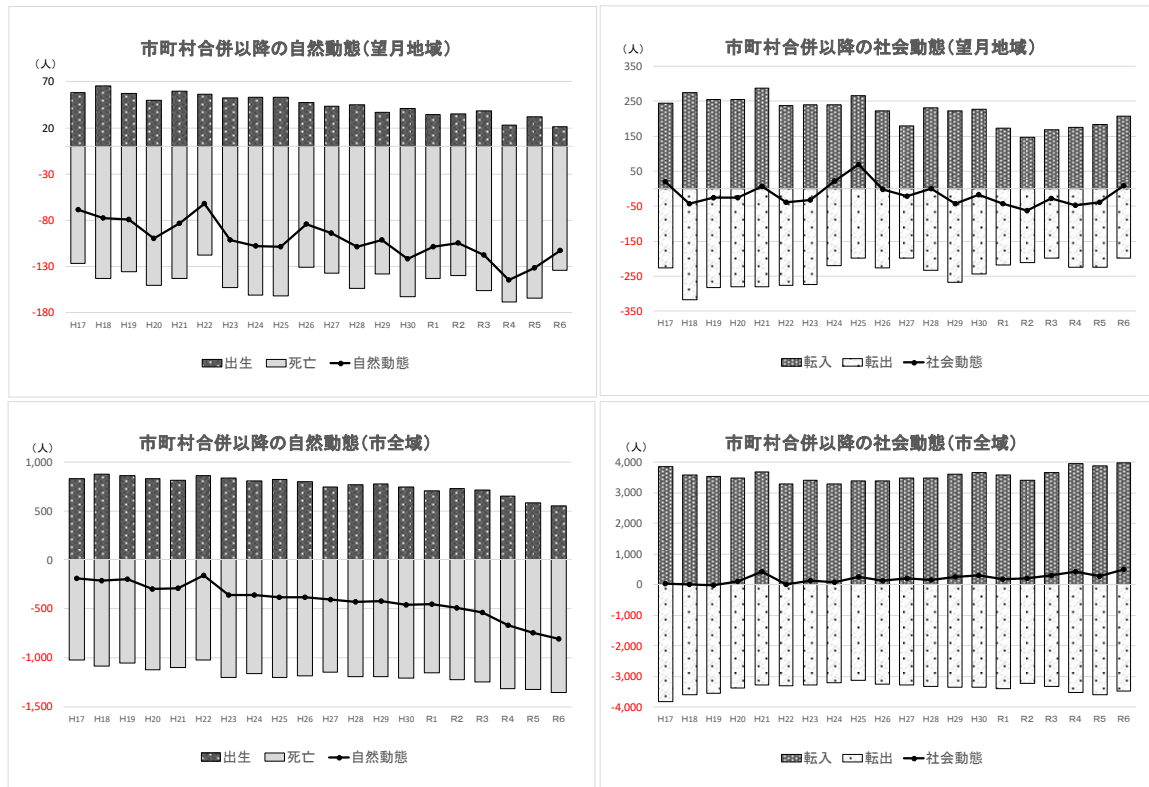 市町村合併以降の自然動態(望月地域)
(人)
70
20
-30
-80
-130
-180
H17 H18 H19 H20 H21 H22 H23 H24 H25 H26 H27 H28 H29 H30 R1 R2 R3 R4 R5 R6
出生 死亡 自然動態
市町村合併以降の社会動態(望月地域)
(人)
350
250
150
50
-50
-150
-250
-350
H17 H18 H19 H20 H21 H22 H23 H24 H25 H26 H27 H28 H29 H30 R1 R2 R3 R4 R5 R6
転入 転出 社会動態
市町村合併以降の自然動態(市全域)
(人)
1,000
500
0
-500
-1,000
-1,500
H17 H18 H19 H20 H21 H22 H23 H24 H25 H26 H27 H28 H29 H30 R1 R2 R3 R4 R5 R6
出生 死亡 自然動態
市町村合併以降の社会動態(市全域)
(人)
4,000
3,000
2,000
1,000
0
-1,000
-2,000
-3,000
-4,000
H17 H18 H19 H20 H21 H22 H23 H24 H25 H26 H27 H28 H29 H30 R1 R2 R3 R4 R5 R6
転入 転出 社会動態